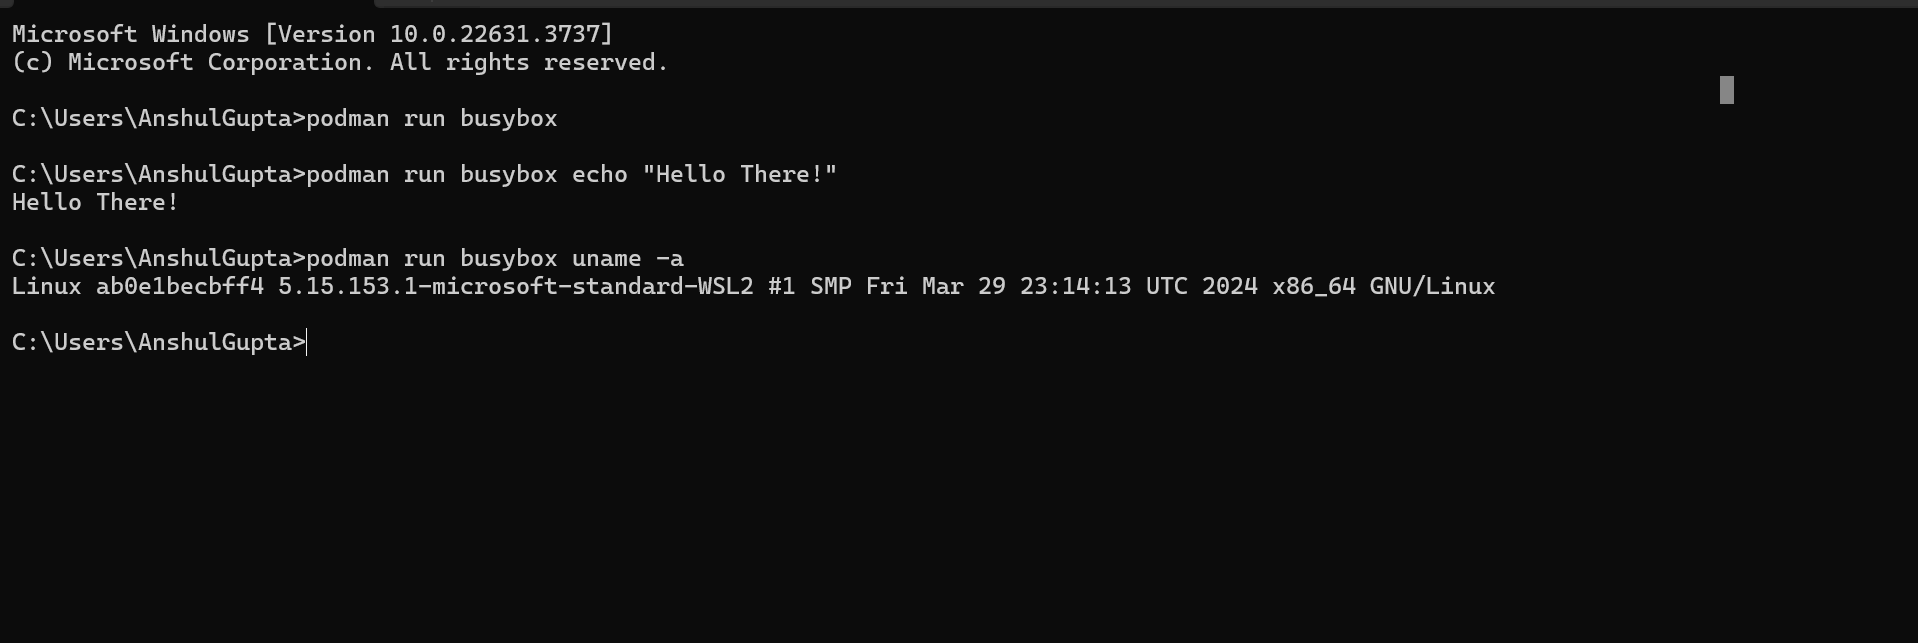 Microsoft Windows [Version 10.0.22631.3737]
(c) Microsoft Corporation. All rights reserved.
C:\Users\AnshulGupta>podman run busybox
C:\Users\AnshulGupta>podman run busybox echo "Hello There!"
Hello There!
C:\Users\AnshulGupta>podman run busybox uname -a
Linux ab0e1becbff4 5.15.153.1-microsoft-standard-WSL2 #1 SMP Fri Mar 29 23:14:13 UTC 2024 x86_64 GNU/Linux
C:\Users\AnshulGupta>